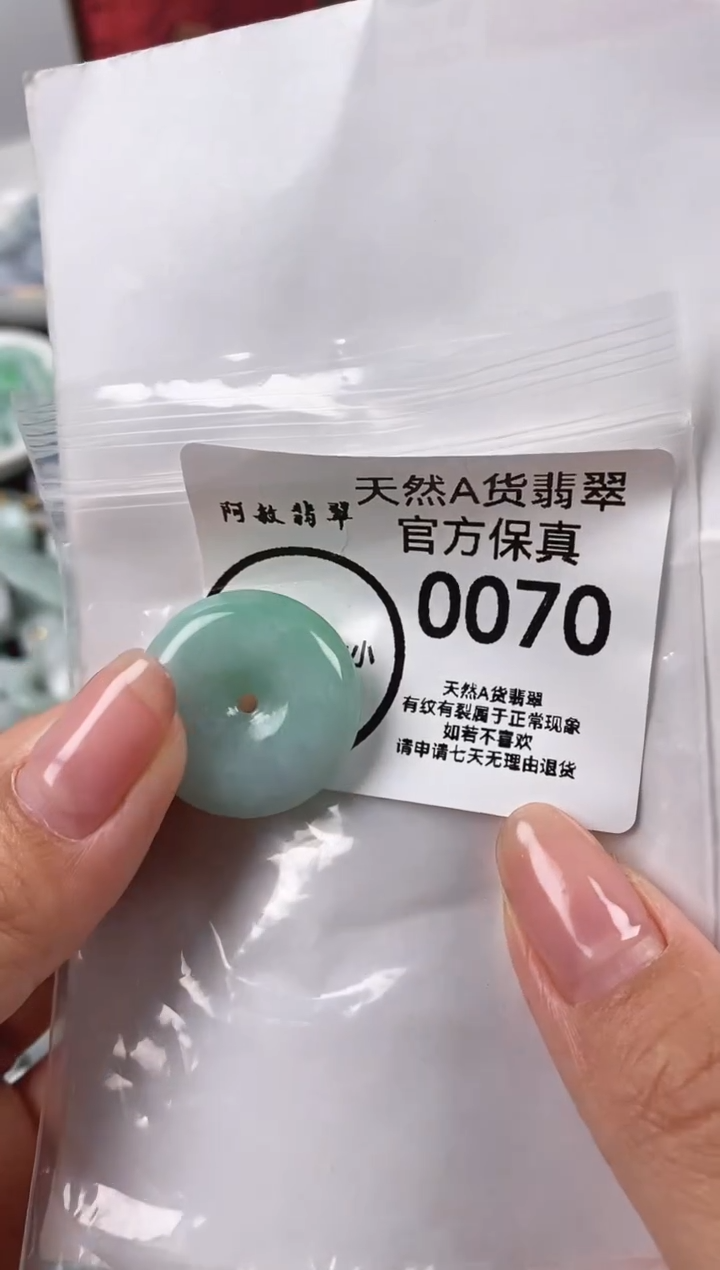 阿敏翡翠
天然A货翡翠
官方保真
0070
小
天然A货翡翠
有纹有裂属于正常现象
如若不喜欢
请申请七天无理由退货